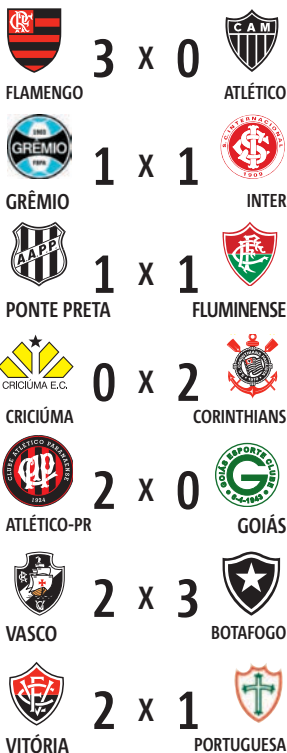 CRF
CAM
3 X 0
FLAMENGO ATLÉTICO
1903
GRÊMIO
FBPA
S.C. INTERNACIONAL
1909
1 X 1
GRÊMIO INTER
AAPP
1 X 1
PONTE PRETA FLUMINENSE
CRICIÚMA E.C.
0 X 2
CRICIÚMA CORINTHIANS
CLUBE ATLÉTICO PARANAENSE
CAP
1924
GOIÁS ESPORTE CLUBE
G
6-4-1943
2 X 0
ATLÉTICO-PR GOIÁS
2 X 3
VASCO BOTAFOGO
2 X 1
VITÓRIA PORTUGUESA